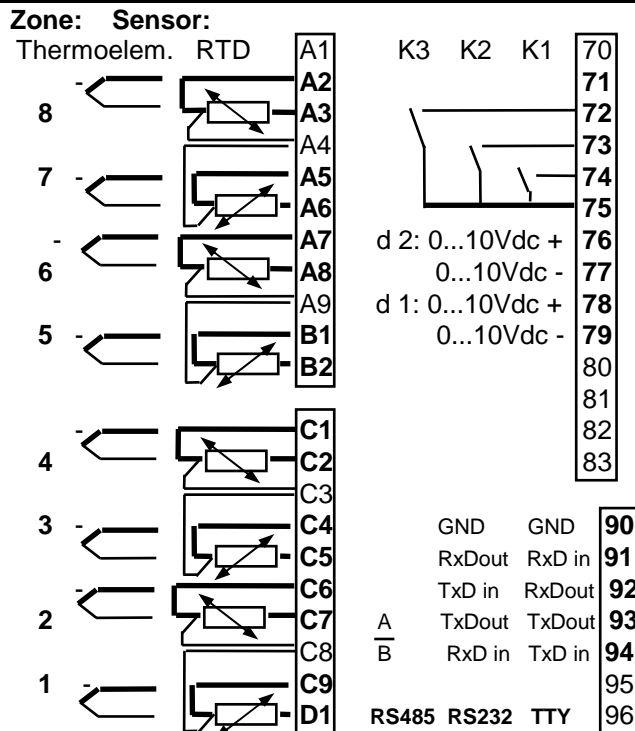 Zone: Sensor:
Thermoelem. RTD A1 K3 K2 K1 70
- A2 71
8 A3 72
A4 73
7 - A5 74
A6 75
- A7 d 2: 0...10Vdc + 76
6 A8 0...10Vdc - 77
A9 d 1: 0...10Vdc + 78
5 - B1 0...10Vdc - 79
B2 80
81
- C1 82
4 C2 83
C3
3 - C4 GND GND 90
C5 RxDout RxD in 91
- C6 TxD in RxDout 92
2 C7 A TxDout TxDout 93
C8 B RxD in TxD in 94
1 - C9 95
D1 RS485 RS232 TTY 96